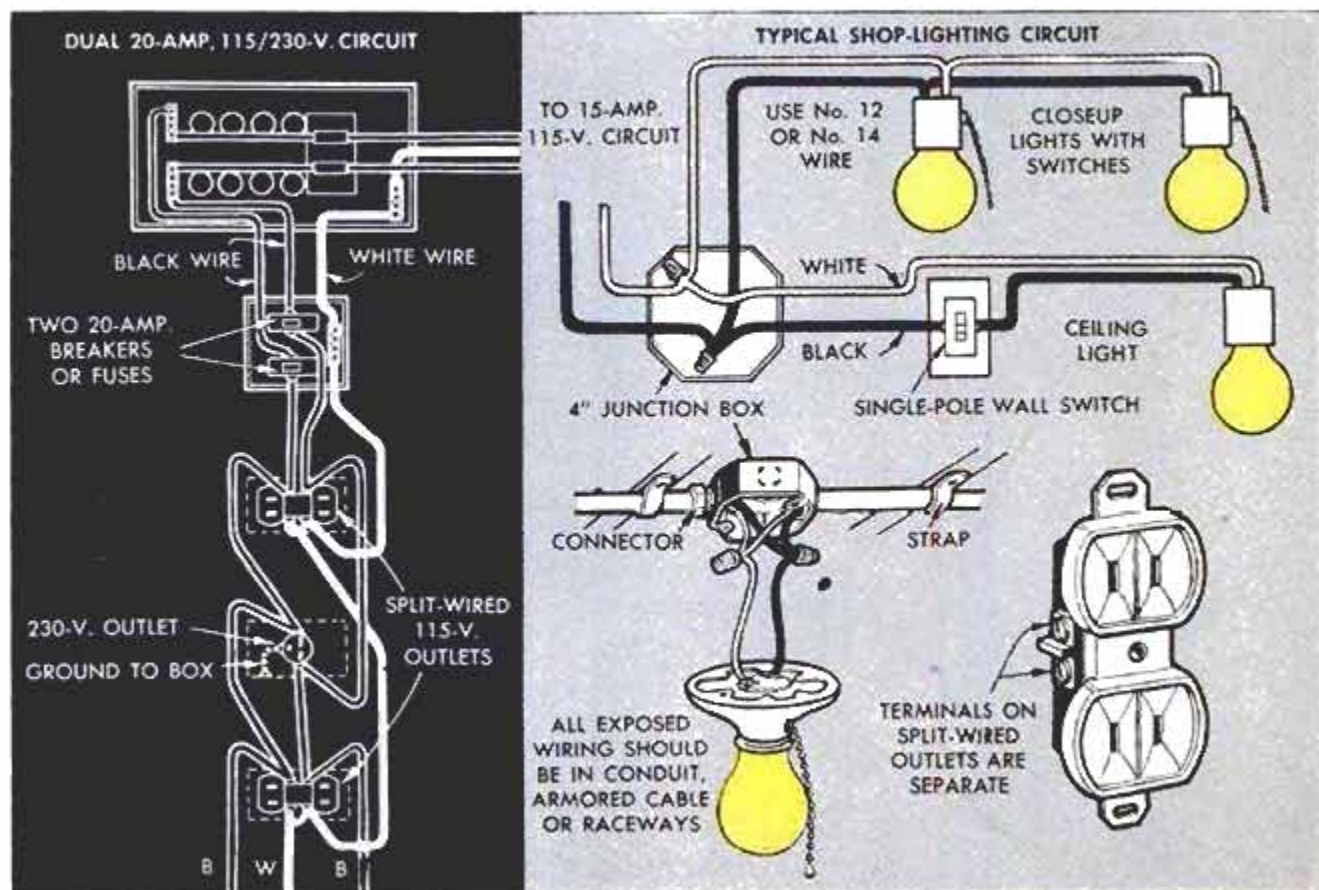 DUAL 20-AMP, 115/230-V. CIRCUIT
BLACK WIRE
WHITE WIRE
TWO 20-AMP.
BREAKERS
OR FUSES
SPLIT-WIRED
115-V.
OUTLETS
230-V. OUTLET
GROUND TO BOX
B W B
TYPICAL SHOP-LIGHTING CIRCUIT
TO 15-AMP.
115-V. CIRCUIT
USE No. 12
OR No. 14
WIRE
CLOSEUP
LIGHTS WITH
SWITCHES
WHITE
BLACK
CEILING
LIGHT
4" JUNCTION BOX
SINGLE-POLE WALL SWITCH
CONNECTOR
STRAP
ALL EXPOSED
WIRING SHOULD
BE IN CONDUIT,
ARMORED CABLE
OR RACEWAYS
TERMINALS ON
SPLIT-WIRED
OUTLETS ARE
SEPARATE